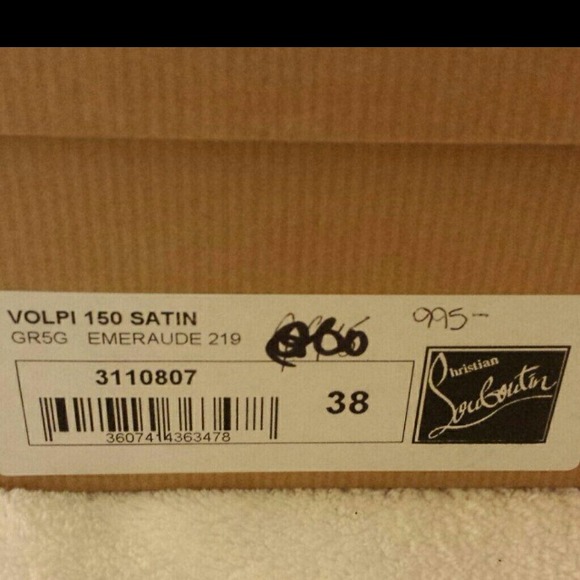 VOLPI 150 SATIN
995-
GR5G EMERAUDE 219
3110807
38
3607414363478
Christian
Louboutin